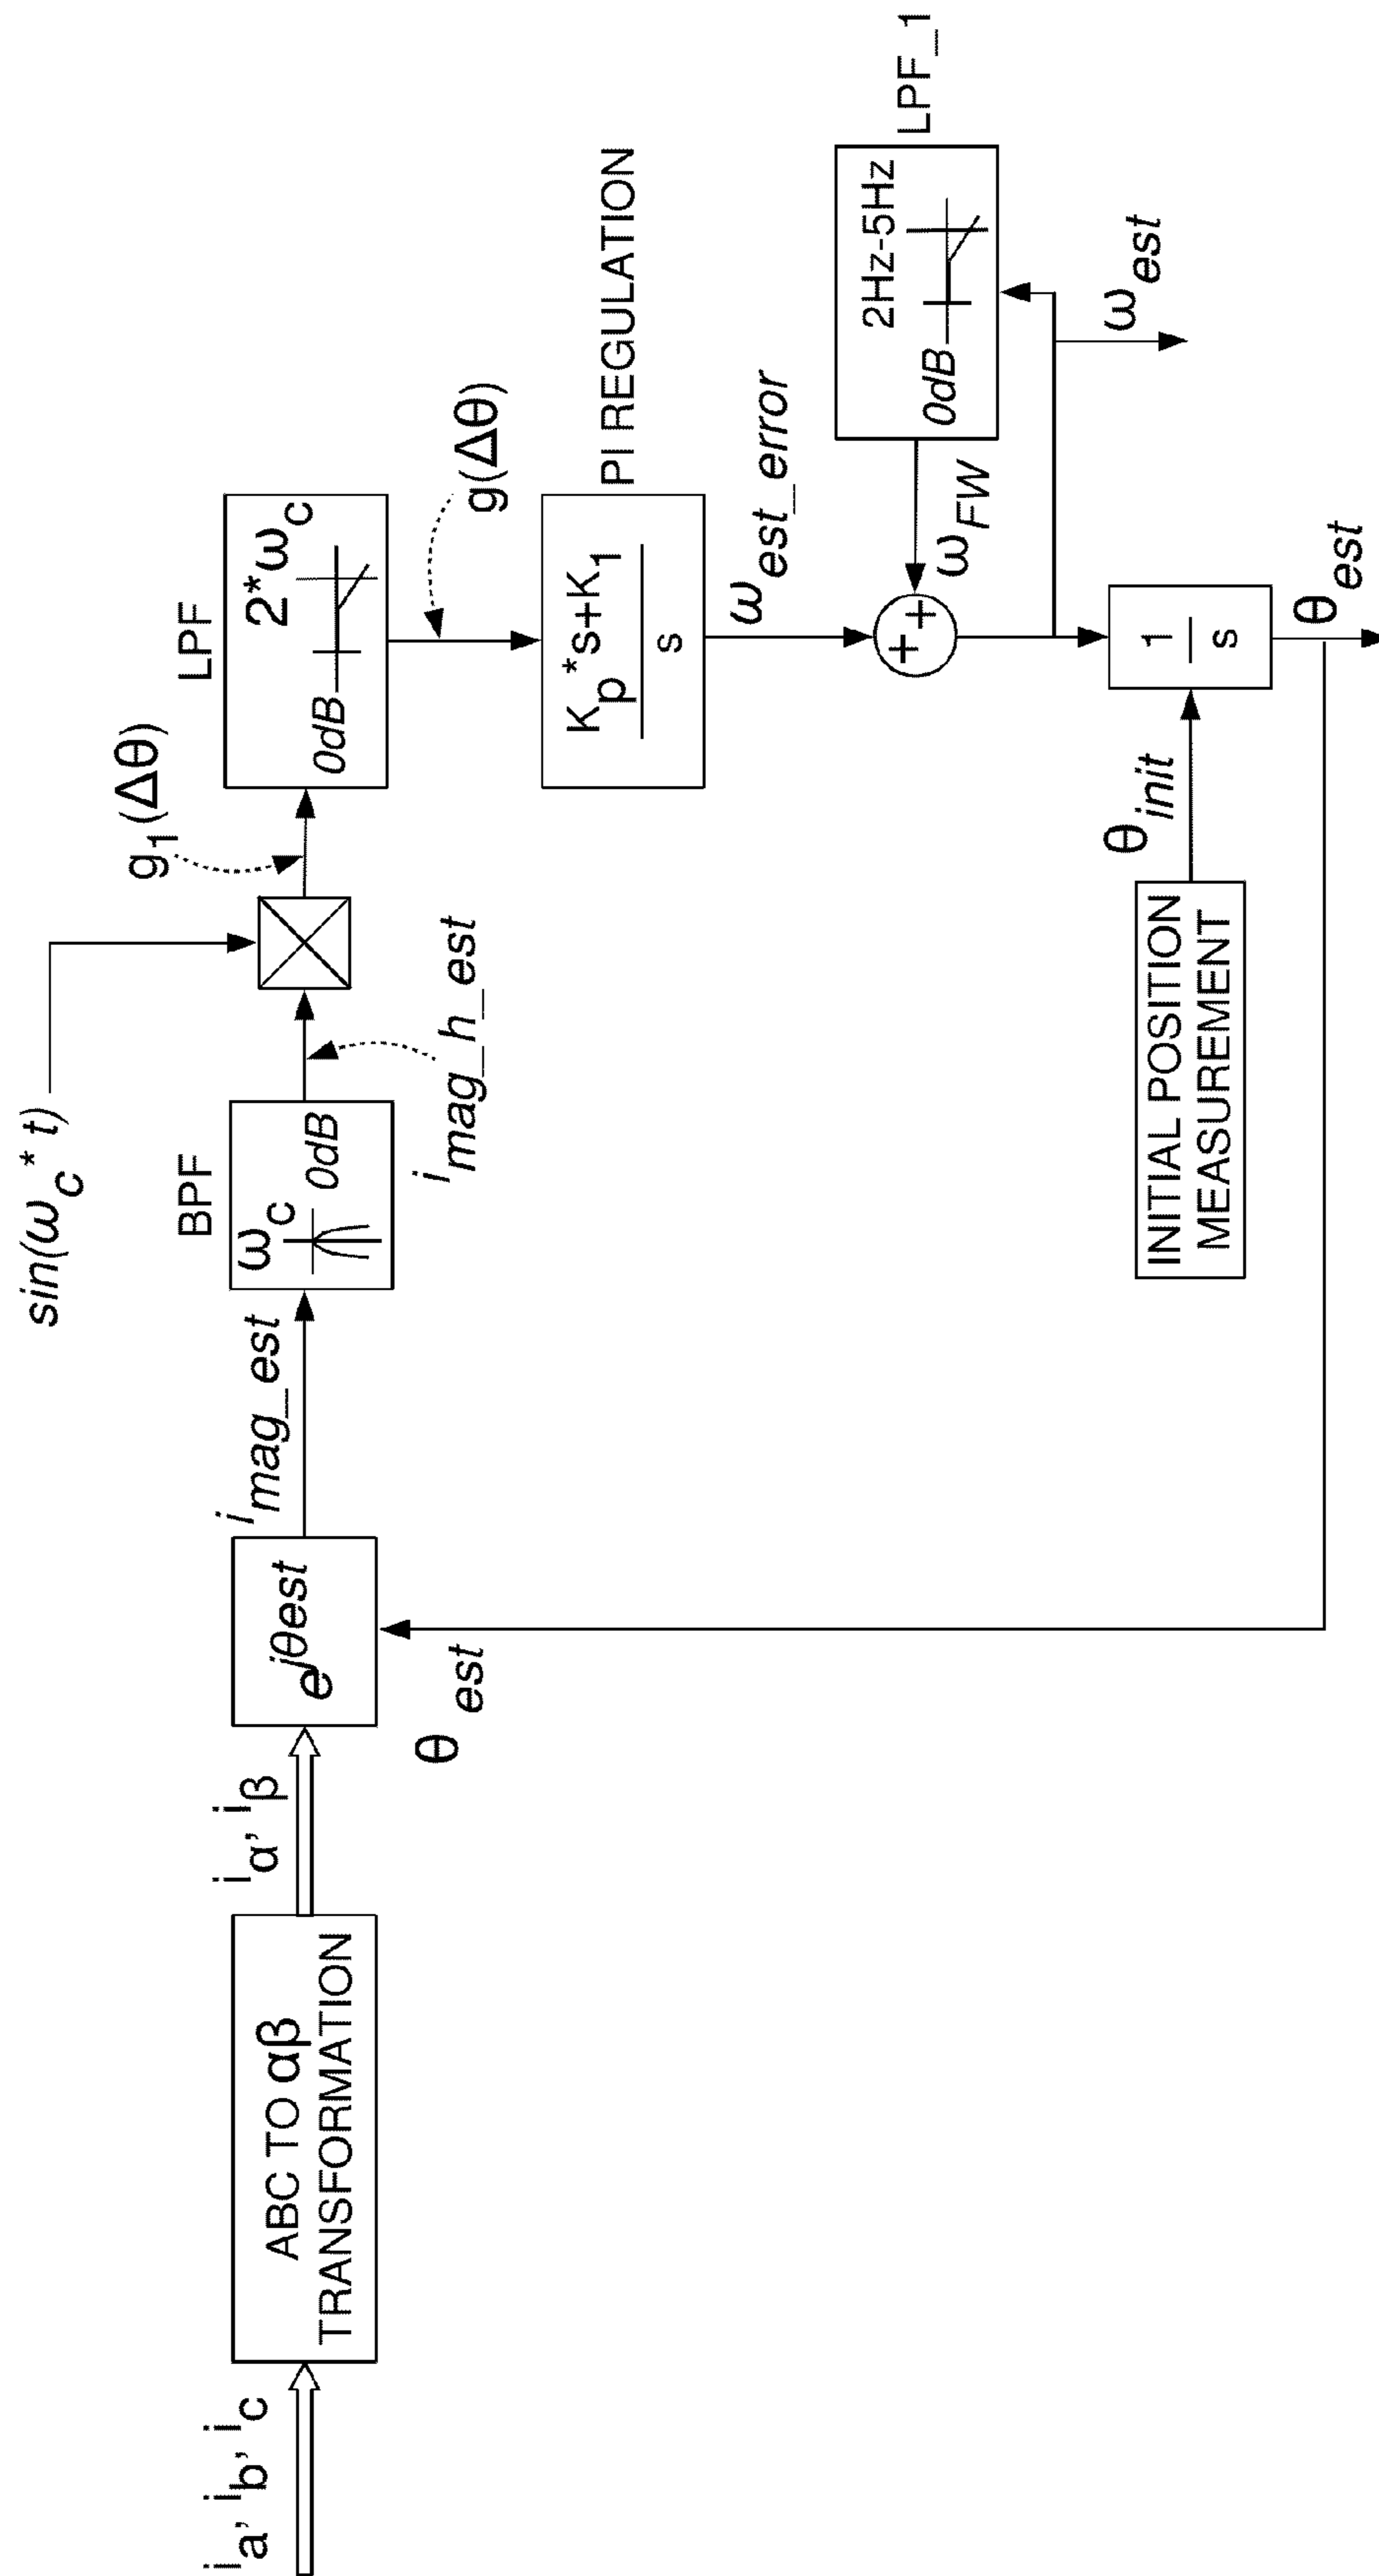 i_a, i_b, i_c
ABC TO αβ
TRANSFORMATION
i_α, i_β
e^jθest
θ_est
i_mag_est
BPF
ω_c
0dB
i_mag_h_est
sin(ω_c*t)
g_1(Δθ)
LPF
2*ω_c
0dB
g(Δθ)
PI REGULATION
K_p*s+K_1
s
ω_est_error
LPF_1
2Hz-5Hz
0dB
ω_FW
+
+
ω_est
1
s
θ_est
θ_init
INITIAL POSITION
MEASUREMENT